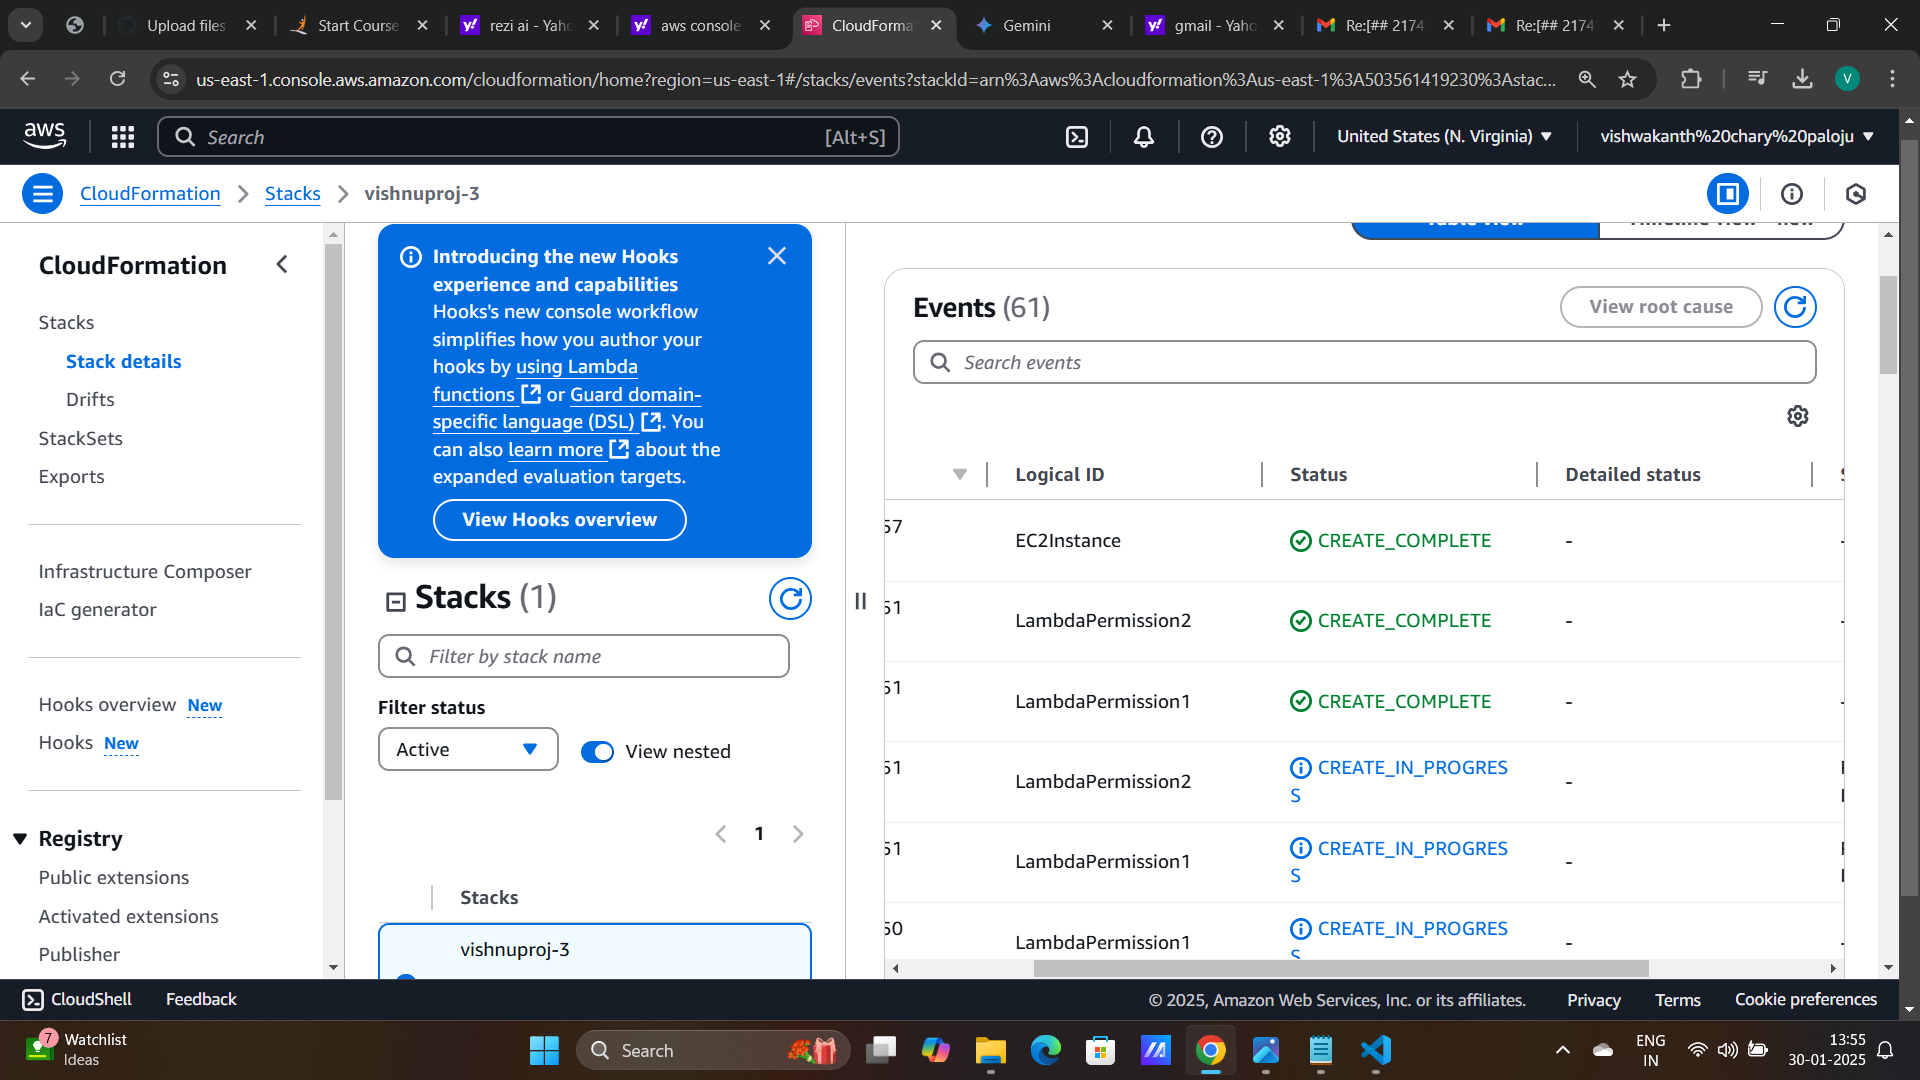 Upload files
Start Course
rezi ai - Yaho
aws console
CloudForma
Gemini
gmail - Yaho
Re:[## 2174
Re:[## 2174
us-east-1.console.aws.amazon.com/cloudformation/home?region=us-east-1#/stacks/events?stackId=arn%3Aaws%3Acloudformation%3Aus-east-1%3A503561419230%3Astac...
V
aws
Search
[Alt+S]
United States (N. Virginia)
vishwakanth%20chary%20paloju
CloudFormation
Stacks
vishnuproj-3
CloudFormation
Stacks
Stack details
Drifts
StackSets
Exports
Infrastructure Composer
IaC generator
Hooks overview New
Hooks New
Registry
Public extensions
Activated extensions
Publisher
Introducing the new Hooks
experience and capabilities
Hooks's new console workflow
simplifies how you author your
hooks by using Lambda
functions or Guard domain-
specific language (DSL) . You
can also learn more about the
expanded evaluation targets.
View Hooks overview
Stacks (1)
Filter by stack name
Filter status
Active
View nested
1
Stacks
vishnuproj-3
Events (61)
View root cause
Search events
Logical ID
Status
Detailed status
57
EC2Instance
CREATE_COMPLETE
-
51
LambdaPermission2
CREATE_COMPLETE
-
51
LambdaPermission1
CREATE_COMPLETE
-
51
LambdaPermission2
CREATE_IN_PROGRES
S
-
51
LambdaPermission1
CREATE_IN_PROGRES
S
-
50
LambdaPermission1
CREATE_IN_PROGRES
S
-
CloudShell
Feedback
© 2025, Amazon Web Services, Inc. or its affiliates.
Privacy
Terms
Cookie preferences
7
Watchlist
Ideas
Search
ENG
IN
13:55
30-01-2025